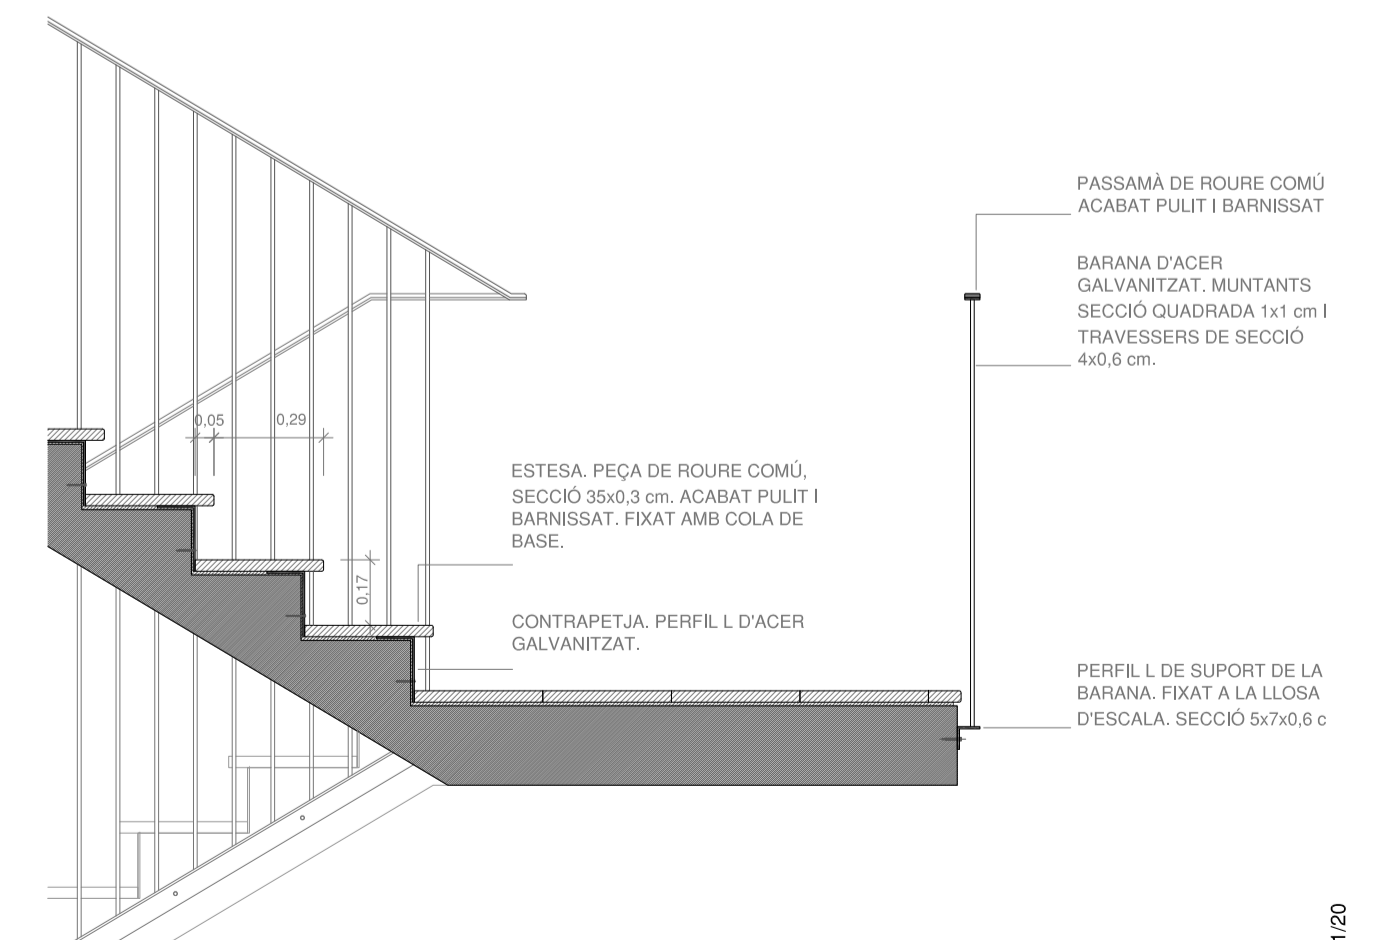 PASSAMÀ DE ROURE COMÚ
ACABAT PULIT I BARNISSAT
BARANA D'ACER
GALVANITZAT. MUNTANTS
SECCIÓ QUADRADA 1x1 cm I
TRAVESSERS DE SECCIÓ
4x0,6 cm.
0,05
0,29
ESTESA. PEÇA DE ROURE COMÚ,
SECCIÓ 35x0,3 cm. ACABAT PULIT I
BARNISSAT. FIXAT AMB COLA DE
BASE.
0,17
CONTRAPETJA. PERFIL L D'ACER
GALVANITZAT.
PERFIL L DE SUPORT DE LA
BARANA. FIXAT A LA LLOSA
D'ESCALA. SECCIÓ 5x7x0,6 c
1/20